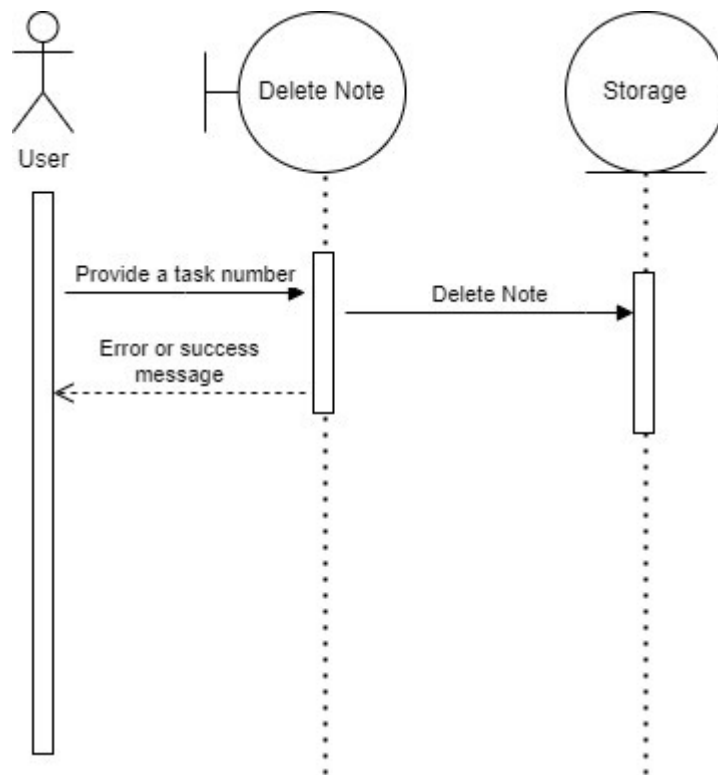 Delete Note
Storage
User
Provide a task number
Delete Note
Error or success
message